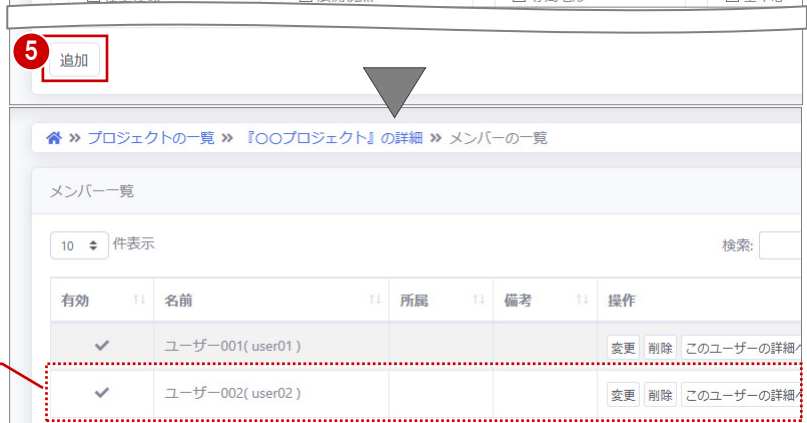 5
追加
プロジェクトの一覧 » 『〇〇プロジェクト』の詳細 » メンバーの一覧
メンバー一覧
10 件表示 検索:
有効 名前 所属 備考 操作
ユーザー001( user01 ) 変更 削除 このユーザーの詳細へ
ユーザー002( user02 ) 変更 削除 このユーザーの詳細へ